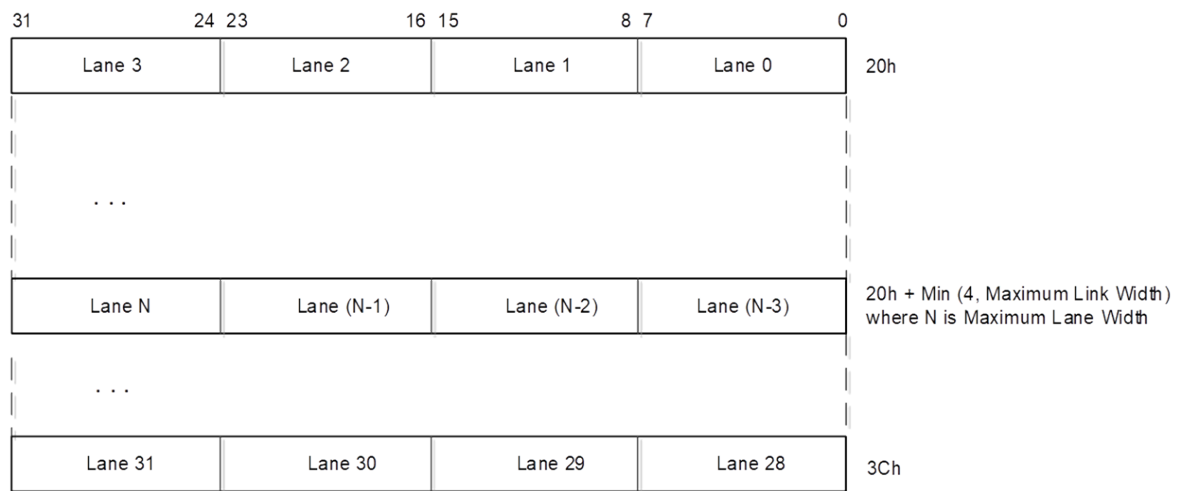 31 24 23 16 15 8 7 0
Lane 3 Lane 2 Lane 1 Lane 0 20h
. . .
Lane N Lane (N-1) Lane (N-2) Lane (N-3) 20h + Min (4, Maximum Link Width)
where N is Maximum Lane Width
. . .
Lane 31 Lane 30 Lane 29 Lane 28 3Ch